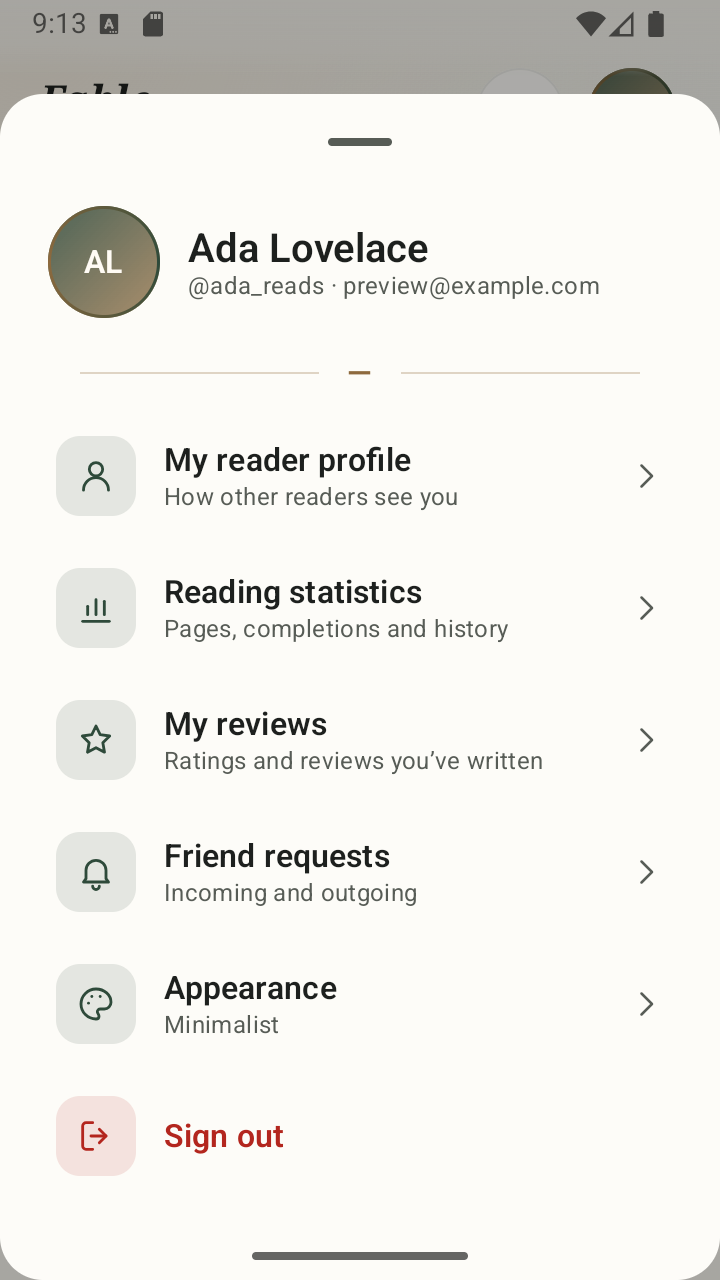 9:13
Fable
AL
Ada Lovelace
@ada_reads · preview@example.com
My reader profile
How other readers see you
Reading statistics
Pages, completions and history
My reviews
Ratings and reviews you’ve written
Friend requests
Incoming and outgoing
Appearance
Minimalist
Sign out